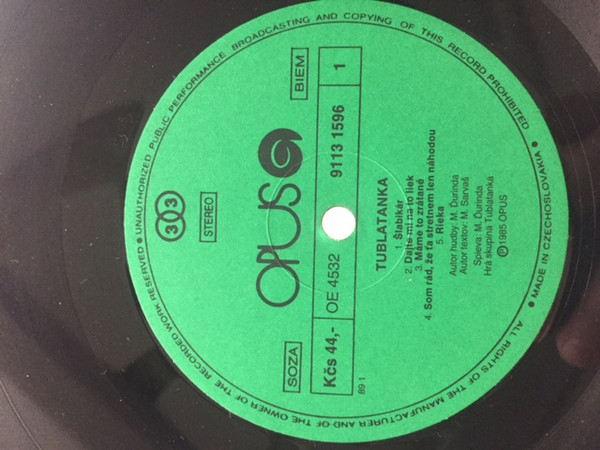 ALL RIGHTS OF THE MANUFACTURER AND OF THE OWNER OF THE RECORDED WORK RESERVED ● UNAUTHORIZED PUBLIC PERFORMANCE BROADCASTING AND COPYING OF THIS RECORD PROHIBITED ● MADE IN CZECHOSLOVAKIA ●
33
STEREO
OPUS
SOZA
BIEM
Kčs 44,- OE 4532 9113 1596 1
89 1
TUBLATANKA
1. Šlabikár
2. Dajte mi na to liek
3. Máme to zrátané
4. Som rád, že ťa stretnem len náhodou
5. Rieka
Autor hudby: M. Ďurinda
Autor textov: M. Sarvaš
Spieva: M. Ďurinda
Hrá skupina Tublatanka
Ⓟ 1985 OPUS